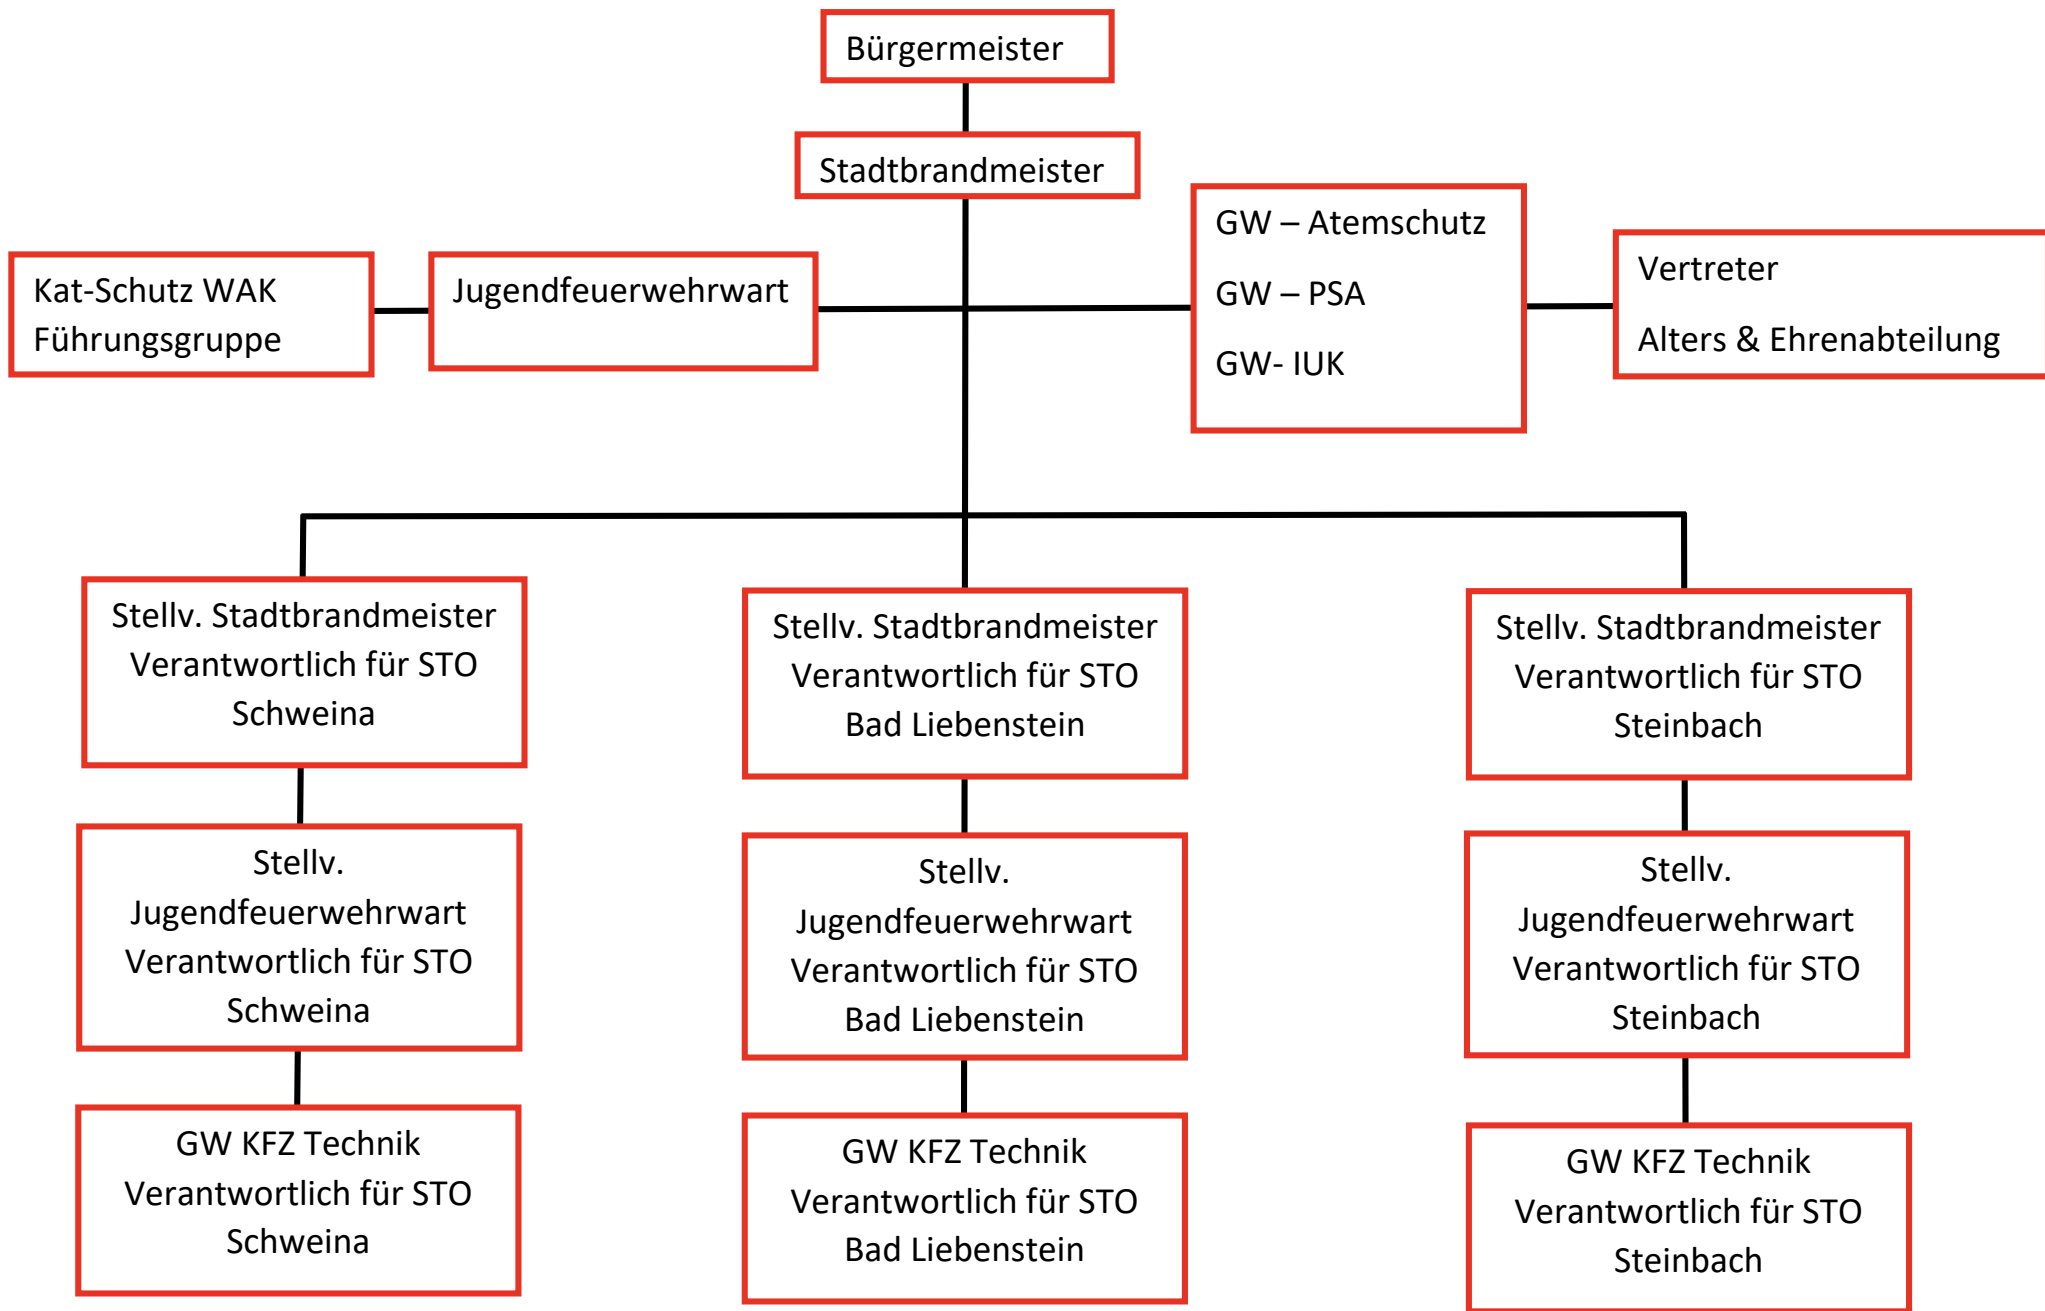 Bürgermeister
Stadtbrandmeister
Kat-Schutz WAK
Führungsgruppe
Jugendfeuerwehrwart
GW – Atemschutz
GW – PSA
GW- IUK
Vertreter
Alters & Ehrenabteilung
Stellv. Stadtbrandmeister
Verantwortlich für STO
Schweina
Stellv. Stadtbrandmeister
Verantwortlich für STO
Bad Liebenstein
Stellv. Stadtbrandmeister
Verantwortlich für STO
Steinbach
Stellv.
Jugendfeuerwehrwart
Verantwortlich für STO
Schweina
Stellv.
Jugendfeuerwehrwart
Verantwortlich für STO
Bad Liebenstein
Stellv.
Jugendfeuerwehrwart
Verantwortlich für STO
Steinbach
GW KFZ Technik
Verantwortlich für STO
Schweina
GW KFZ Technik
Verantwortlich für STO
Bad Liebenstein
GW KFZ Technik
Verantwortlich für STO
Steinbach